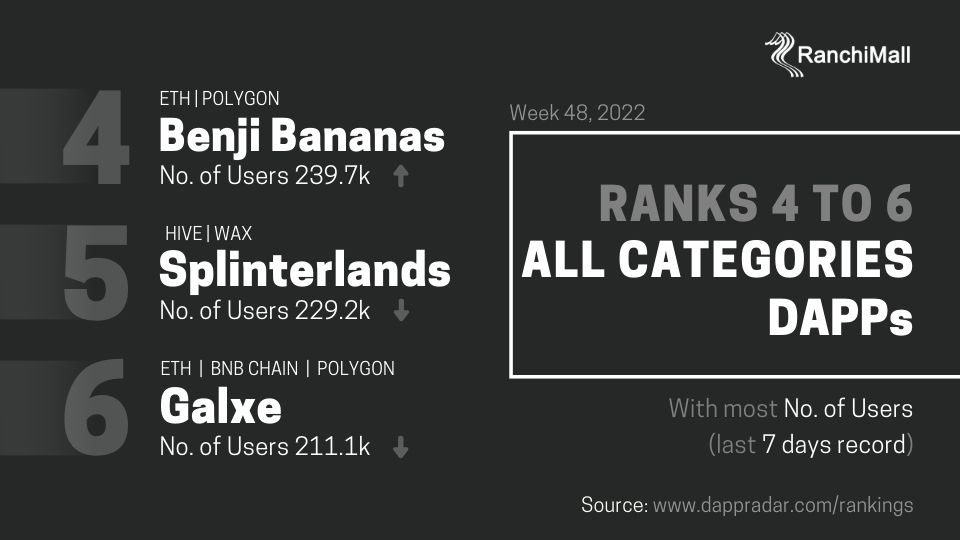 RanchiMall
4
ETH | POLYGON
Benji Bananas
No. of Users 239.7k
5
HIVE | WAX
Splinterlands
No. of Users 229.2k
6
ETH | BNB CHAIN | POLYGON
Galxe
No. of Users 211.1k
Week 48, 2022
RANKS 4 TO 6
ALL CATEGORIES
DAPPs
With most No. of Users
(last 7 days record)
Source: www.dappradar.com/rankings